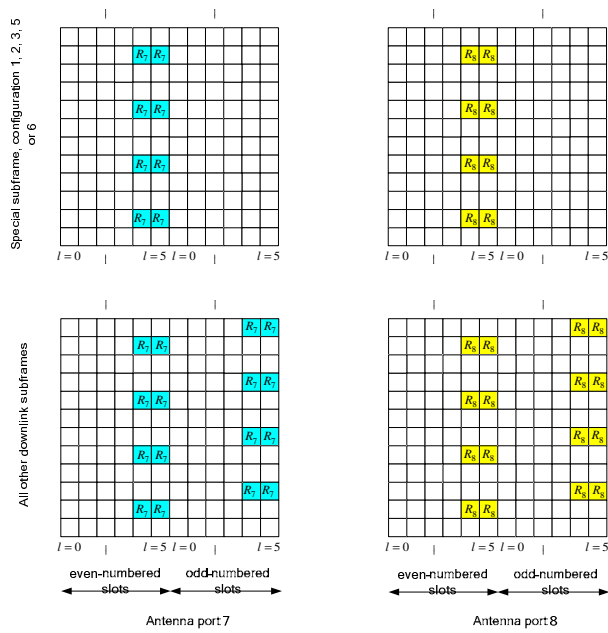 Special subframe, configuration 1, 2, 3, 5
or 6
R7 R7 R8 R8
R7 R7 R8 R8
R7 R7 R8 R8
R7 R7 R8 R8
l = 0 l = 5 l = 0 l = 5 l = 0 l = 5 l = 0 l = 5
All other downlink subframes
R7 R7 R8 R8
R7 R7 R8 R8
R7 R7 R8 R8
R7 R7 R8 R8
R7 R7 R8 R8
R7 R7 R8 R8
R7 R7 R8 R8
R7 R7 R8 R8
l = 0 l = 5 l = 0 l = 5 l = 0 l = 5 l = 0 l = 5
even-numbered odd-numbered even-numbered odd-numbered
slots slots slots slots
Antenna port 7 Antenna port 8